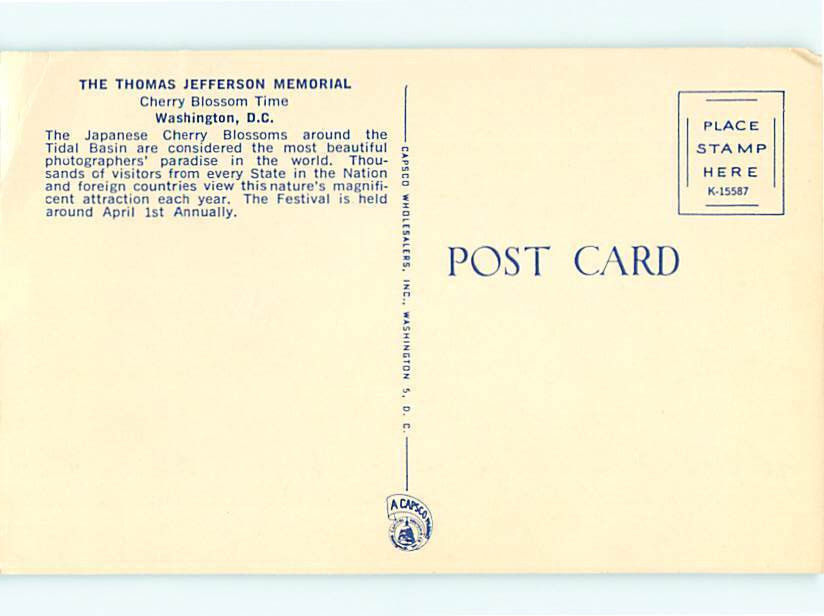 THE THOMAS JEFFERSON MEMORIAL
Cherry Blossom Time
Washington, D.C.
The Japanese Cherry Blossoms around the
Tidal Basin are considered the most beautiful
photographers' paradise in the world. Thou-
sands of visitors from every State in the Nation
and foreign countries view this nature's magnifi-
cent attraction each year. The Festival is held
around April 1st Annually.
CAPSCO WHOLESALERS, INC., WASHINGTON 5, D. C.
A CAPSCO
PLACE
STAMP
HERE
K-15587
POST CARD